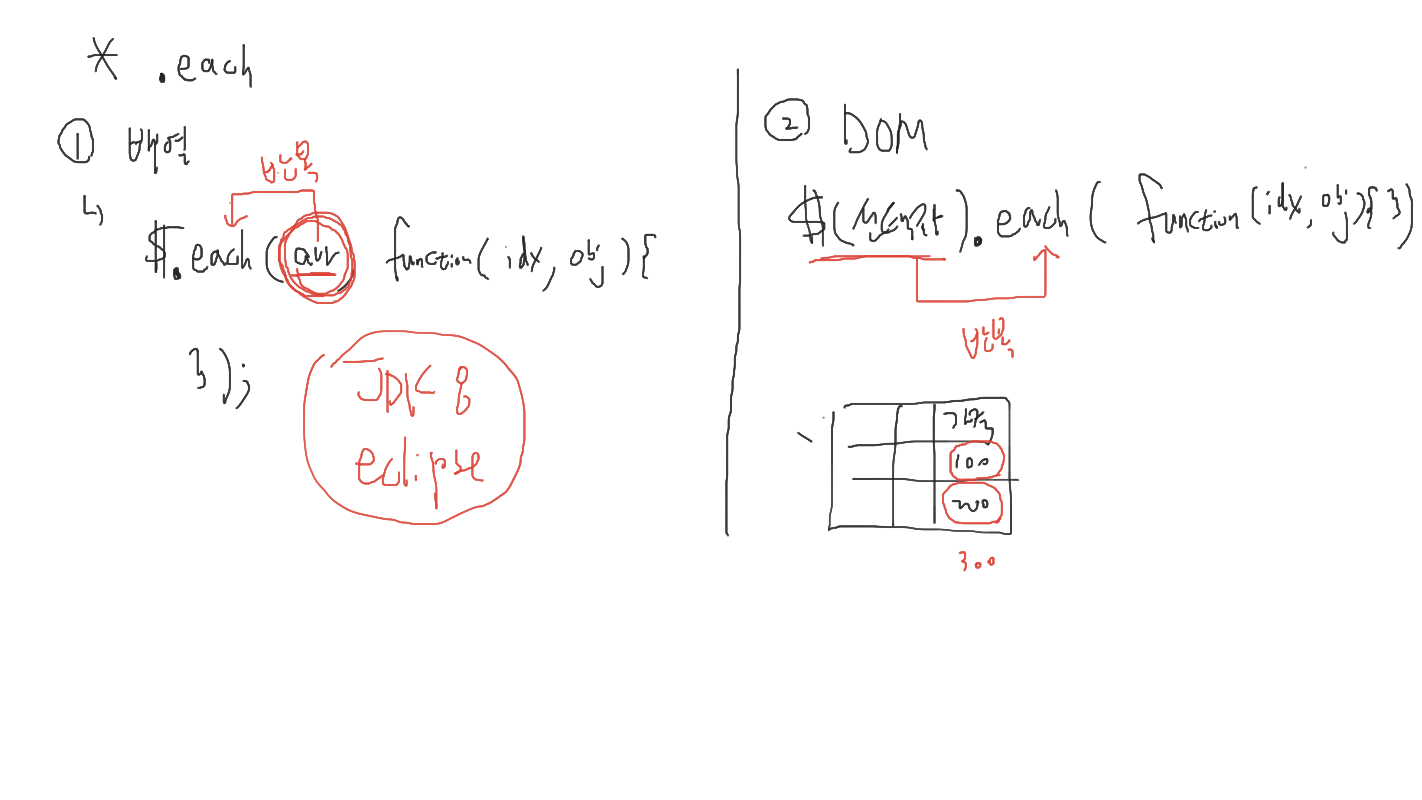 * .each
① 배열
반복
↳ $.each(arr, function(idx, obj){
});
JDK 8
eclipse
② DOM
$(선택자).each( function(idx, obj){ })
반복
가격
100
200
300